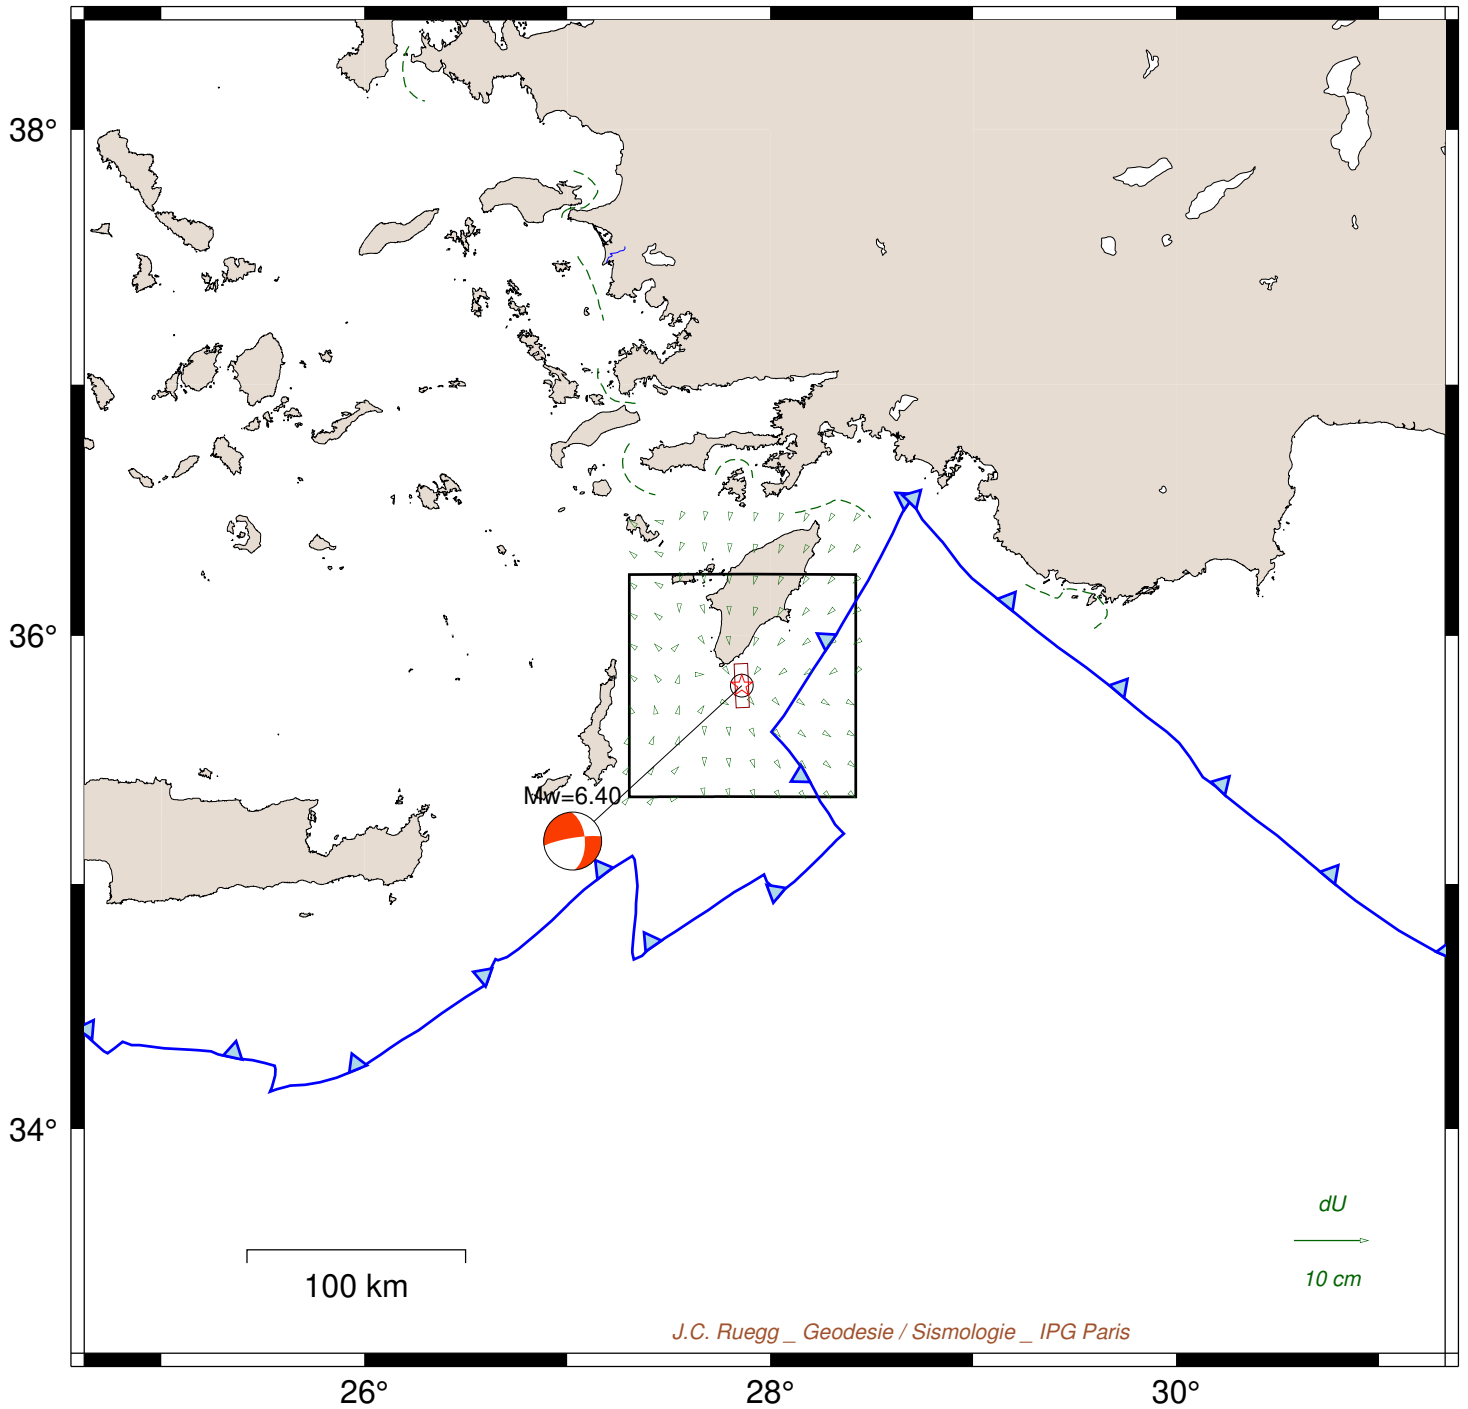 38°
36°
Mw=6.40
34°
dU
10 cm
100 km
J.C. Ruegg _ Geodesie / Sismologie _ IPG Paris
26°
28°
30°